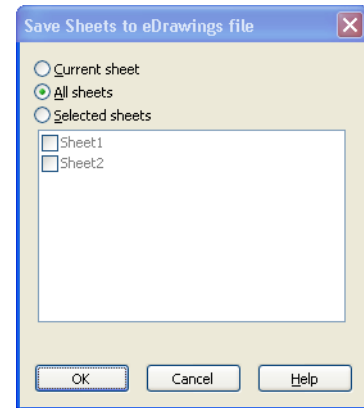 Save Sheets to eDrawings file
Current sheet
All sheets
Selected sheets
Sheet1
Sheet2
OK Cancel Help